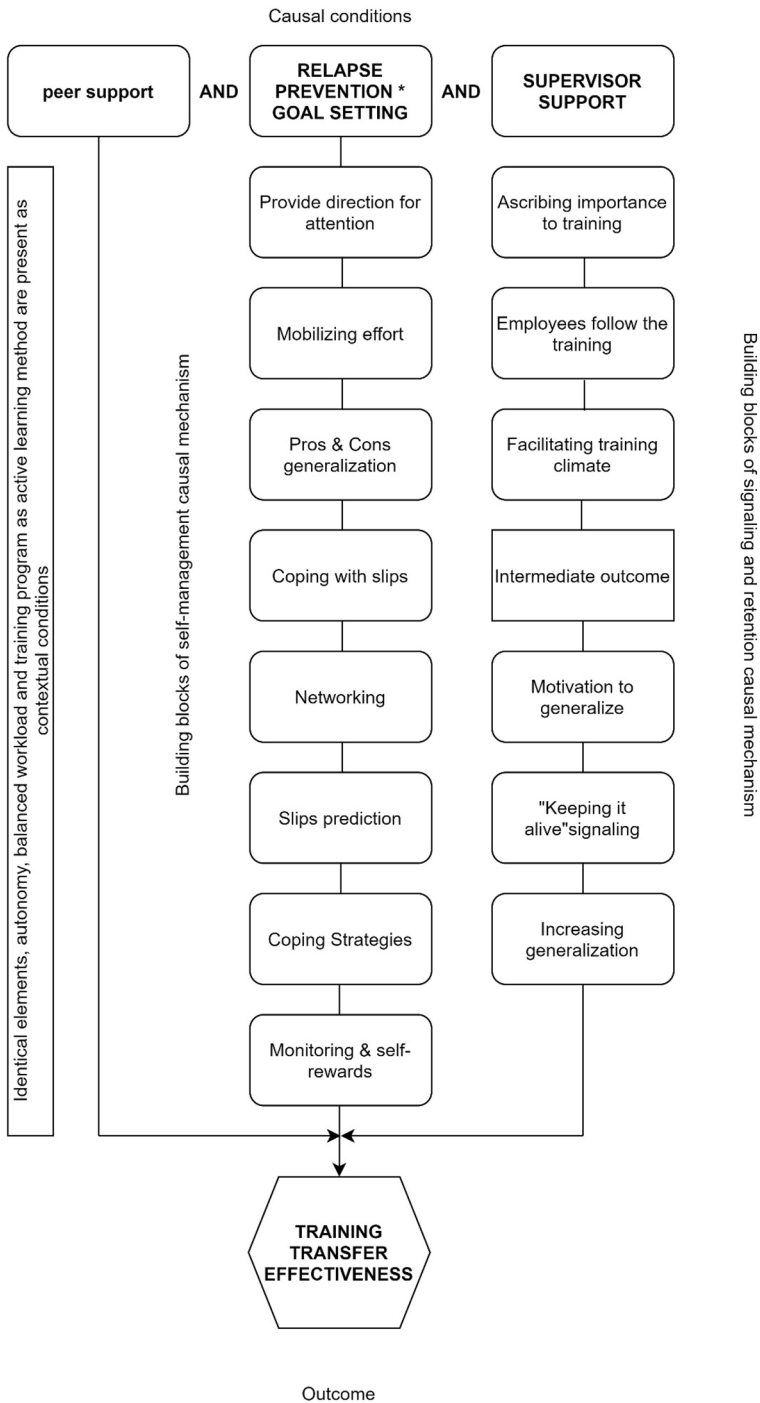 Causal conditions
peer support
AND
RELAPSE
PREVENTION *
GOAL SETTING
AND
SUPERVISOR
SUPPORT
Identical elements, autonomy, balanced workload and training program as active learning method are present as
contextual conditions
Building blocks of self-management causal mechanism
Provide direction for
attention
Mobilizing effort
Pros & Cons
generalization
Coping with slips
Networking
Slips prediction
Coping Strategies
Monitoring & self-
rewards
Ascribing importance
to training
Employees follow the
training
Facilitating training
climate
Intermediate outcome
Motivation to
generalize
"Keeping it
alive"signaling
Increasing
generalization
Building blocks of signaling and retention causal mechanism
TRAINING
TRANSFER
EFFECTIVENESS
Outcome